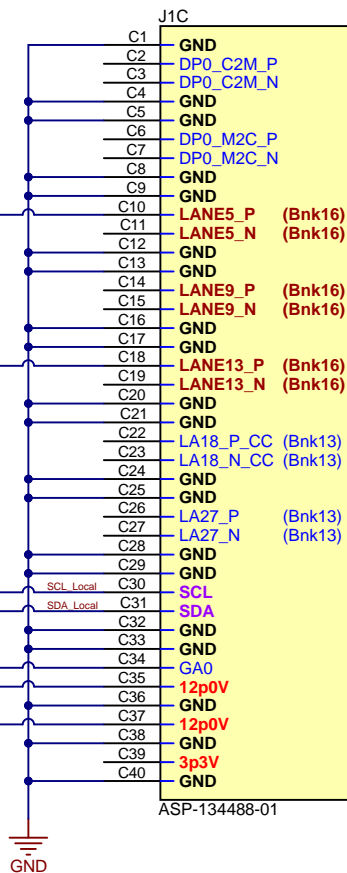 J1C
C1 GND
C2 DP0_C2M_P
C3 DP0_C2M_N
C4 GND
C5 GND
C6 DP0_M2C_P
C7 DP0_M2C_N
C8 GND
C9 GND
C10 LANE5_P (Bnk16)
C11 LANE5_N (Bnk16)
C12 GND
C13 GND
C14 LANE9_P (Bnk16)
C15 LANE9_N (Bnk16)
C16 GND
C17 GND
C18 LANE13_P (Bnk16)
C19 LANE13_N (Bnk16)
C20 GND
C21 GND
C22 LA18_P_CC (Bnk13)
C23 LA18_N_CC (Bnk13)
C24 GND
C25 GND
C26 LA27_P (Bnk13)
C27 LA27_N (Bnk13)
C28 GND
C29 GND
SCL_Local C30 SCL
SDA_Local C31 SDA
C32 GND
C33 GND
C34 GA0
C35 12p0V
C36 GND
C37 12p0V
C38 GND
C39 3p3V
C40 GND
ASP-134488-01
GND